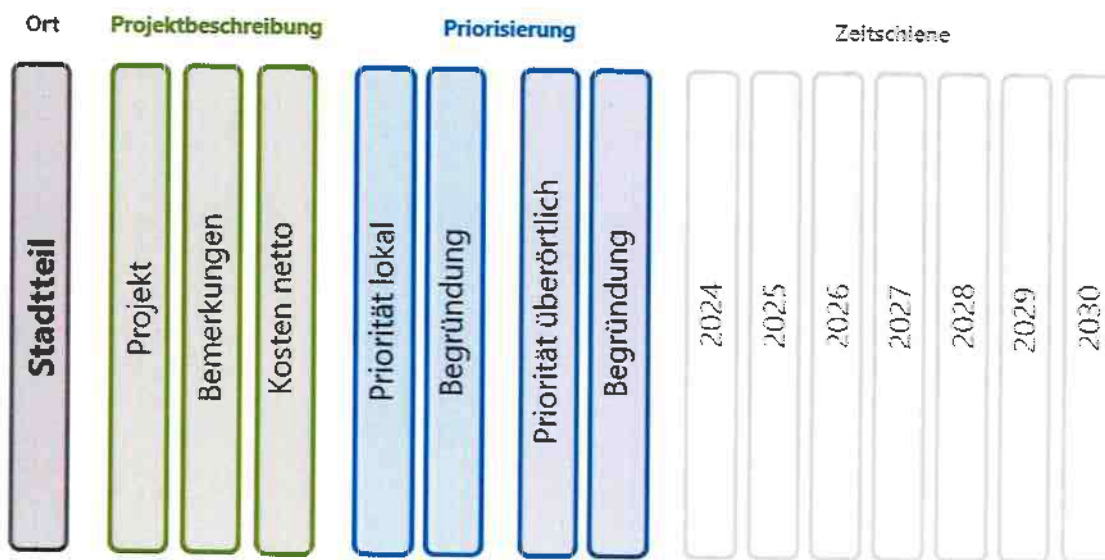 Ort
Projektbeschreibung
Priorisierung
Zeitschiene
Stadtteil
Projekt
Bemerkungen
Kosten netto
Priorität lokal
Begründung
Priorität überörtlich
Begründung
2024
2025
2026
2027
2028
2029
2030